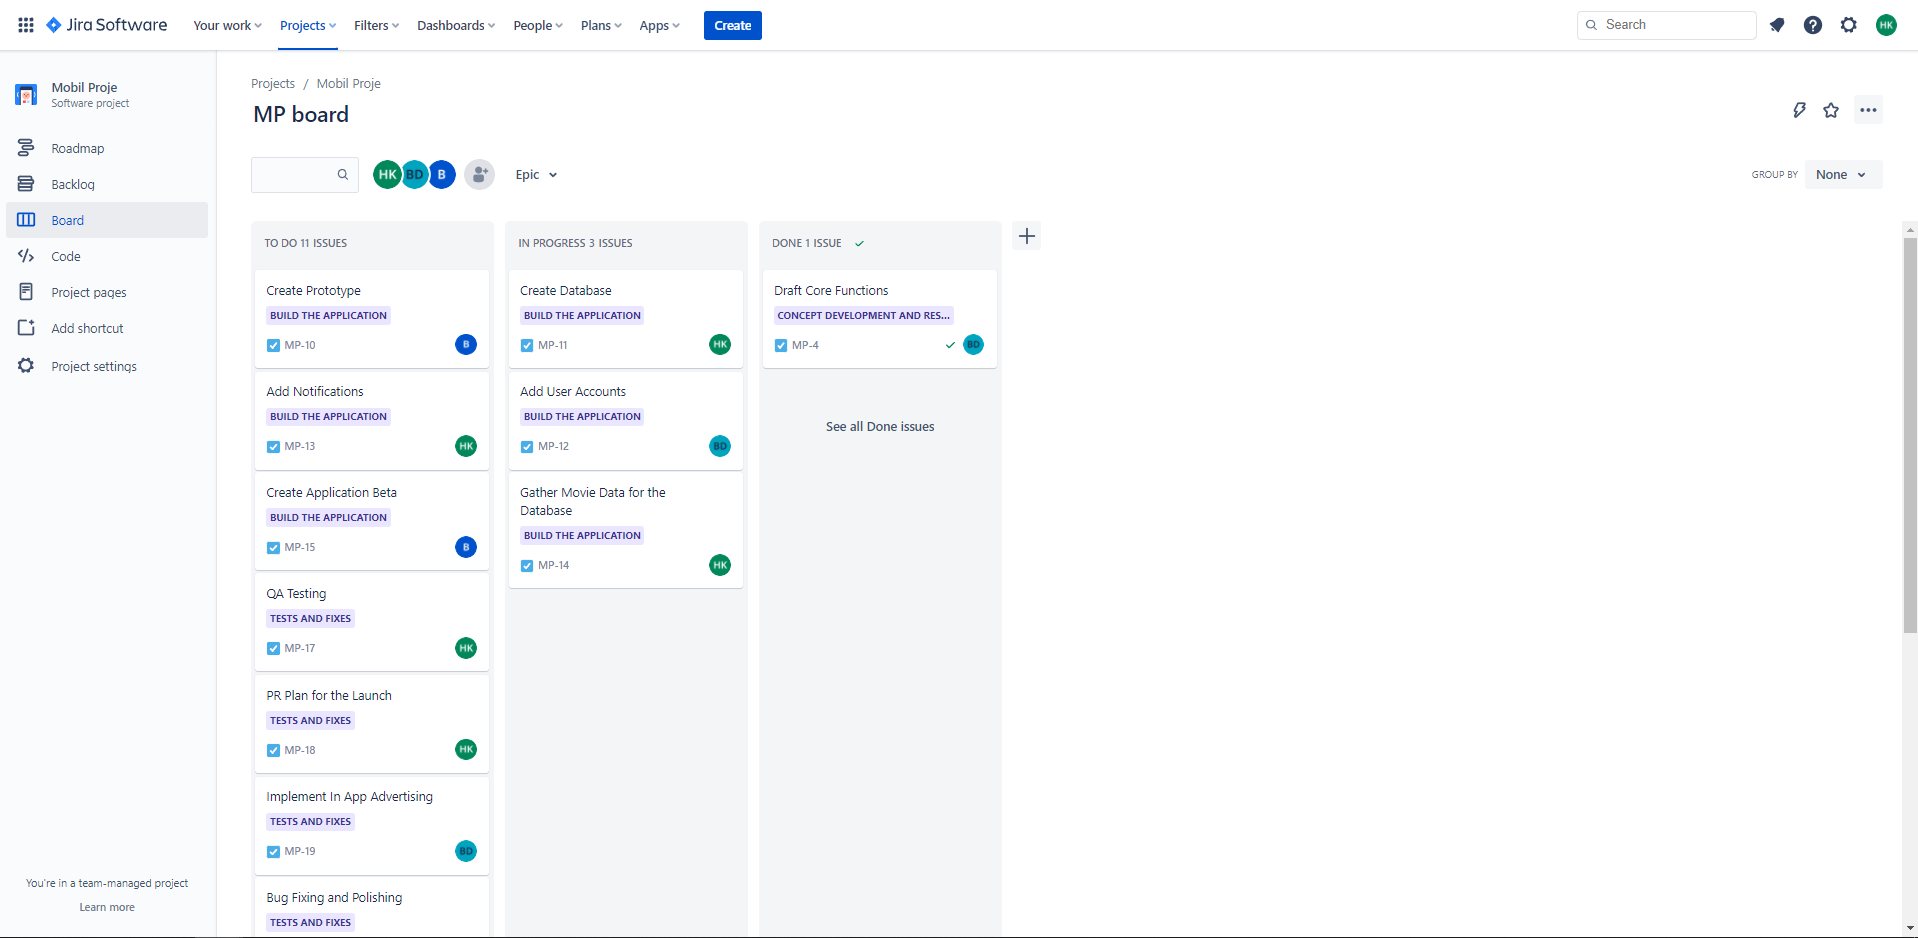 Jira Software
Your work
Projects
Filters
Dashboards
People
Plans
Apps
Create
Search
HK
Mobil Proje
Software project
Roadmap
Backlog
Board
Code
Project pages
Add shortcut
Project settings
You're in a team-managed project
Learn more
Projects / Mobil Proje
MP board
HK BD B
Epic
GROUP BY None
TO DO 11 ISSUES
Create Prototype
BUILD THE APPLICATION
MP-10 B
Add Notifications
BUILD THE APPLICATION
MP-13 HK
Create Application Beta
BUILD THE APPLICATION
MP-15 B
QA Testing
TESTS AND FIXES
MP-17 HK
PR Plan for the Launch
TESTS AND FIXES
MP-18 HK
Implement In App Advertising
TESTS AND FIXES
MP-19 BD
Bug Fixing and Polishing
TESTS AND FIXES
IN PROGRESS 3 ISSUES
Create Database
BUILD THE APPLICATION
MP-11 HK
Add User Accounts
BUILD THE APPLICATION
MP-12 BD
Gather Movie Data for the
Database
BUILD THE APPLICATION
MP-14 HK
DONE 1 ISSUE
Draft Core Functions
CONCEPT DEVELOPMENT AND RES...
MP-4 BD
See all Done issues